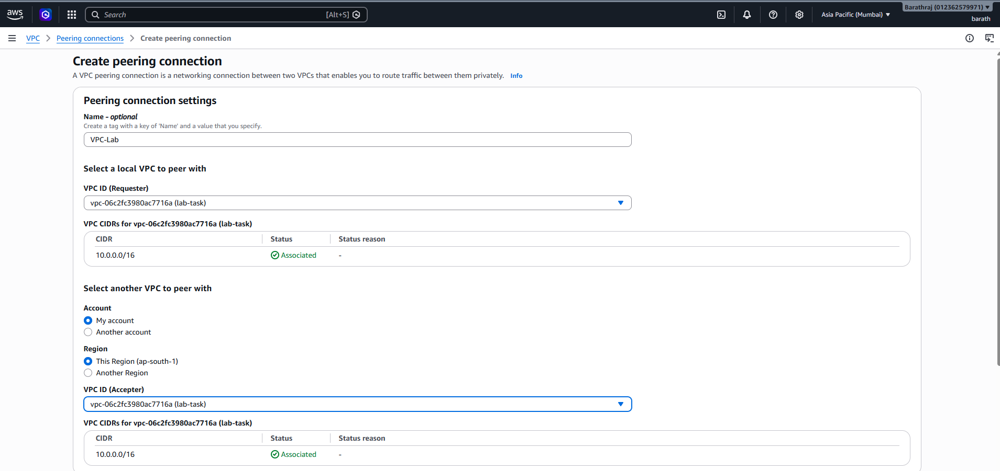 aws
Search
[Alt+S]
Asia Pacific (Mumbai)
Barathraj (012362579971)
barath
VPC
Peering connections
Create peering connection
Create peering connection
A VPC peering connection is a networking connection between two VPCs that enables you to route traffic between them privately. Info
Peering connection settings
Name - optional
Create a tag with a key of 'Name' and a value that you specify.
VPC-Lab
Select a local VPC to peer with
VPC ID (Requester)
vpc-06c2fc3980ac7716a (lab-task)
VPC CIDRs for vpc-06c2fc3980ac7716a (lab-task)
CIDR Status Status reason
10.0.0.0/16 Associated -
Select another VPC to peer with
Account
My account
Another account
Region
This Region (ap-south-1)
Another Region
VPC ID (Accepter)
vpc-06c2fc3980ac7716a (lab-task)
VPC CIDRs for vpc-06c2fc3980ac7716a (lab-task)
CIDR Status Status reason
10.0.0.0/16 Associated -